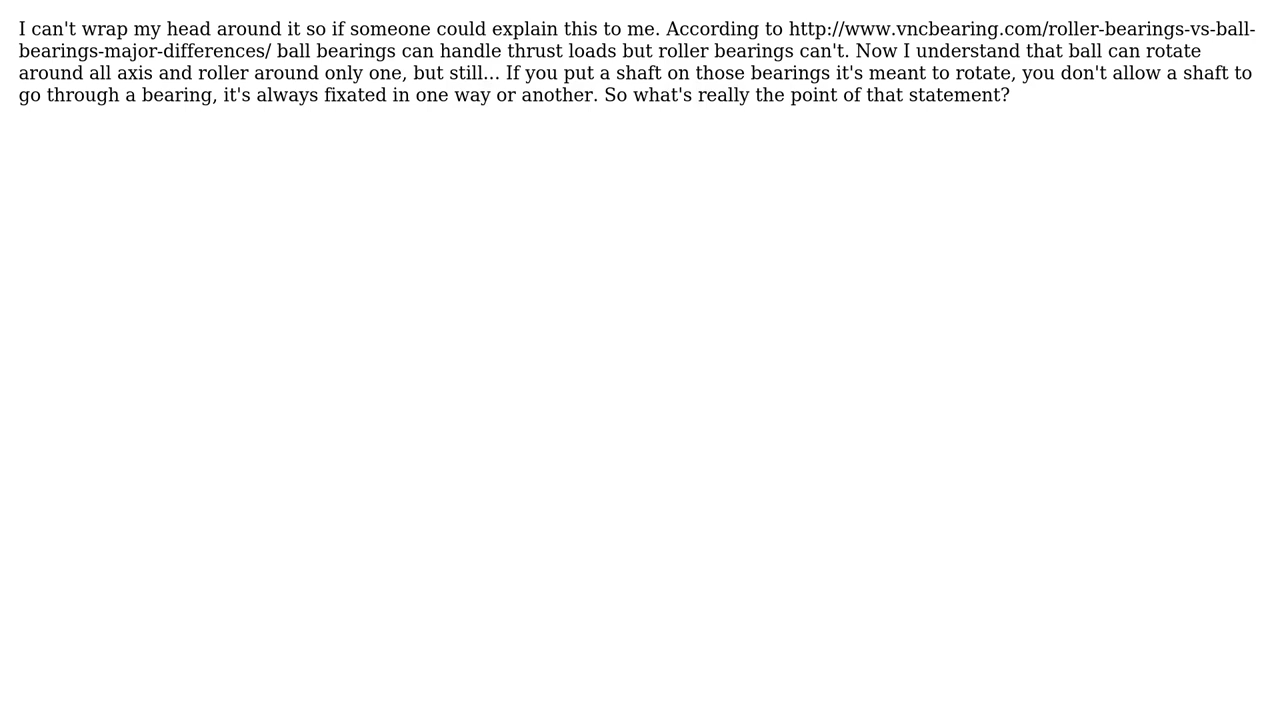 I can't wrap my head around it so if someone could explain this to me. According to http://www.vncbearing.com/roller-bearings-vs-ball-
bearings-major-differences/ ball bearings can handle thrust loads but roller bearings can't. Now I understand that ball can rotate
around all axis and roller around only one, but still... If you put a shaft on those bearings it's meant to rotate, you don't allow a shaft to
go through a bearing, it's always fixated in one way or another. So what's really the point of that statement?